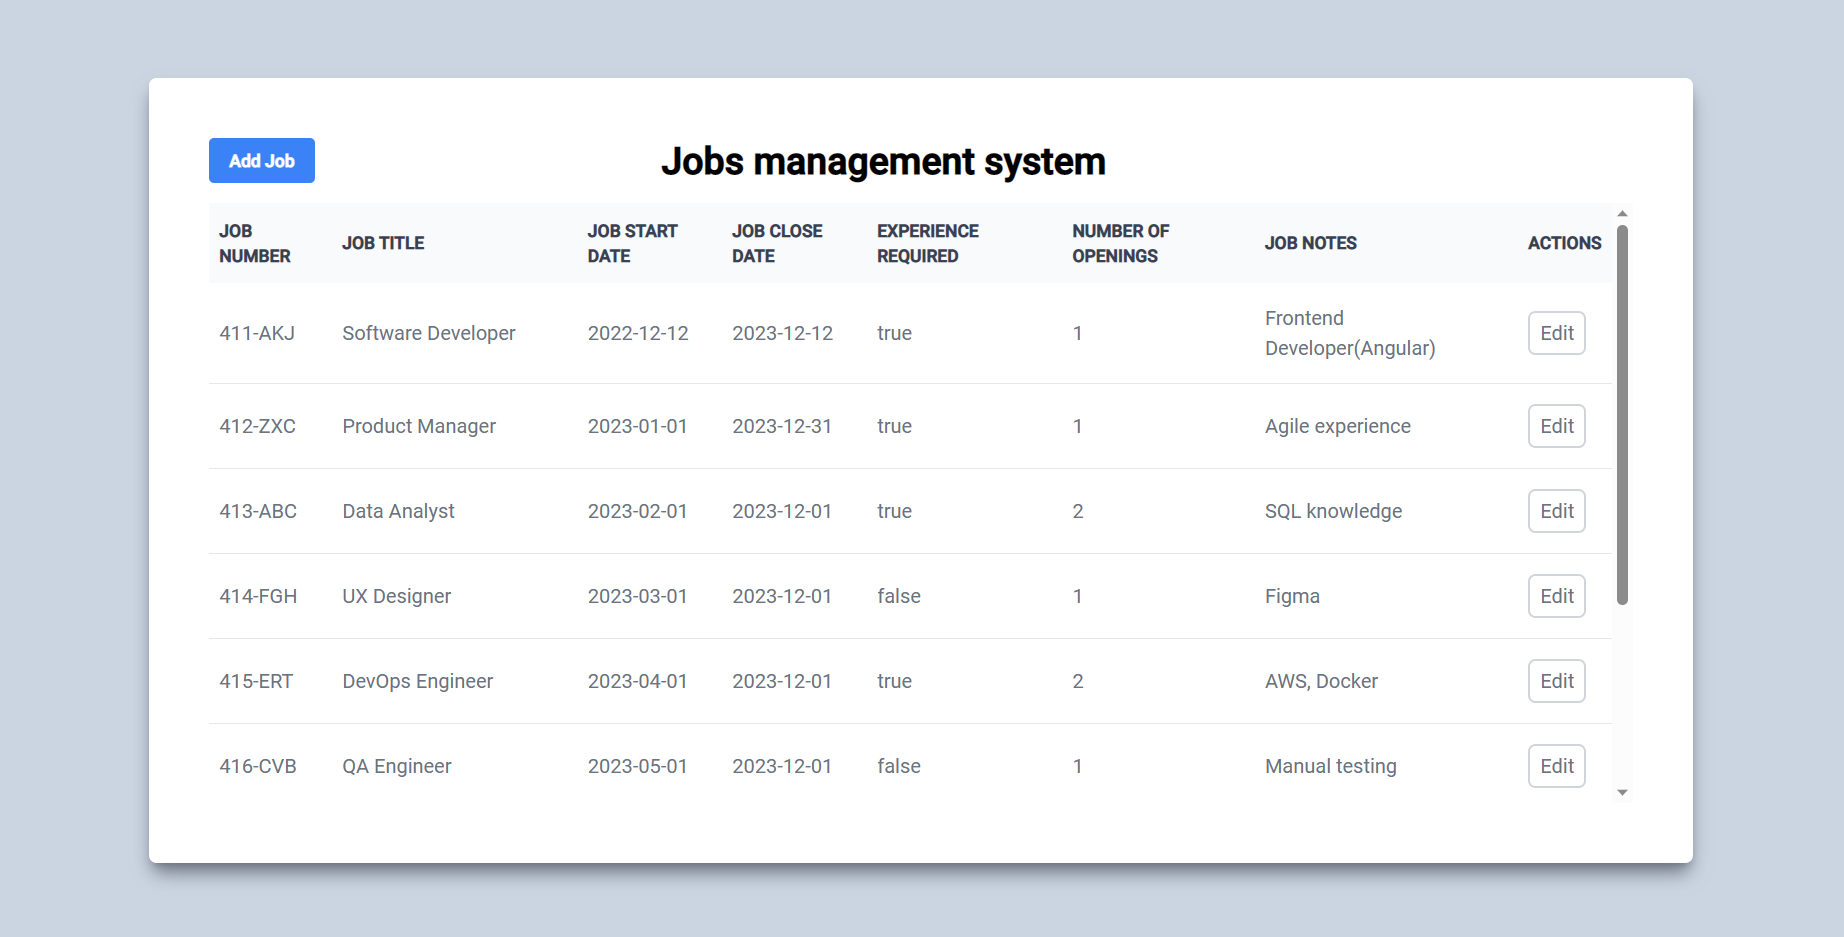 Add Job
Jobs management system
JOB NUMBER JOB TITLE JOB START DATE JOB CLOSE DATE EXPERIENCE REQUIRED NUMBER OF OPENINGS JOB NOTES ACTIONS
411-AKJ Software Developer 2022-12-12 2023-12-12 true 1 Frontend Developer(Angular) Edit
412-ZXC Product Manager 2023-01-01 2023-12-31 true 1 Agile experience Edit
413-ABC Data Analyst 2023-02-01 2023-12-01 true 2 SQL knowledge Edit
414-FGH UX Designer 2023-03-01 2023-12-01 false 1 Figma Edit
415-ERT DevOps Engineer 2023-04-01 2023-12-01 true 2 AWS, Docker Edit
416-CVB QA Engineer 2023-05-01 2023-12-01 false 1 Manual testing Edit